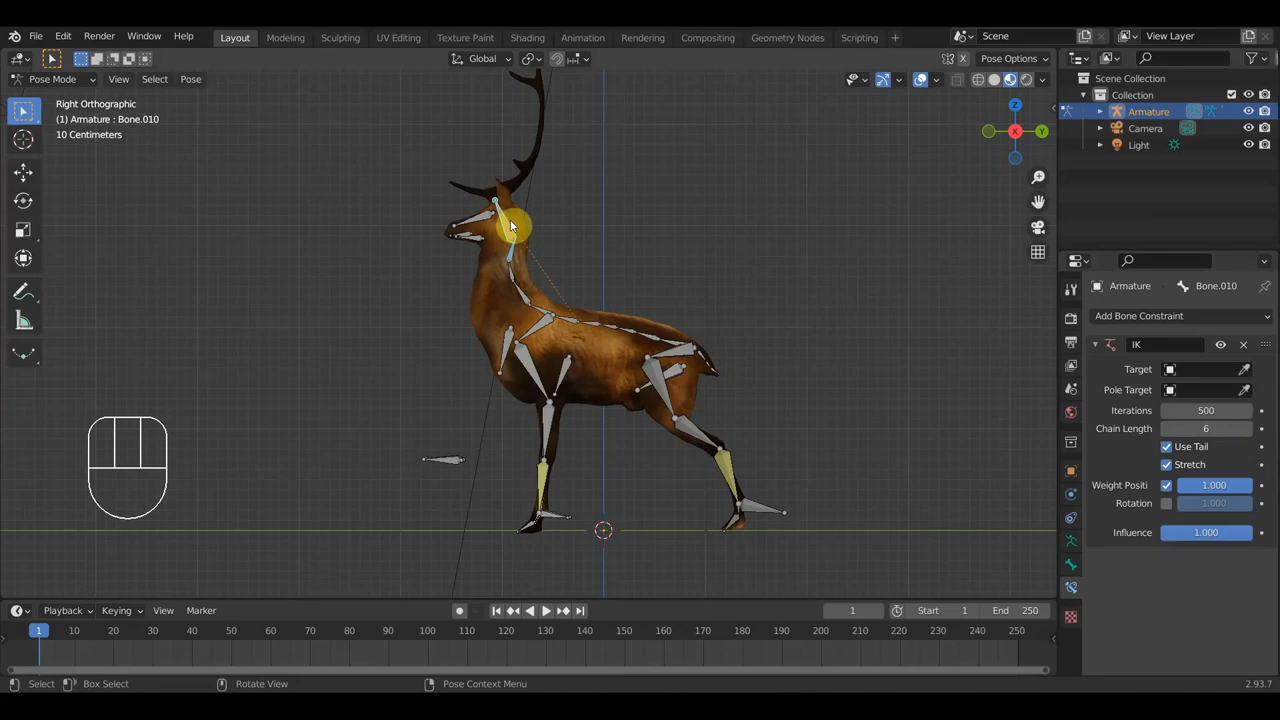 File Edit Render Window Help Layout Modeling Sculpting UV Editing Texture Paint Shading Animation Rendering Compositing Geometry Nodes Scripting + Scene View Layer
Global X Pose Options
Pose Mode View Select Pose
Scene Collection
Collection
Armature
Camera
Light
Right Orthographic
(1) Armature : Bone.010
10 Centimeters
Z
X
Y
Armature Bone.010
Add Bone Constraint
IK
Target
Pole Target
Iterations 500
Chain Length 6
Use Tail
Stretch
Weight Positi 1.000
Rotation 1.000
Influence 1.000
Playback Keying View Marker 1 Start 1 End 250
1 10 20 30 40 50 60 70 80 90 100 110 120 130 140 150 160 170 180 190 200 210 220 230 240 250
Select Box Select Rotate View Pose Context Menu 2.93.7